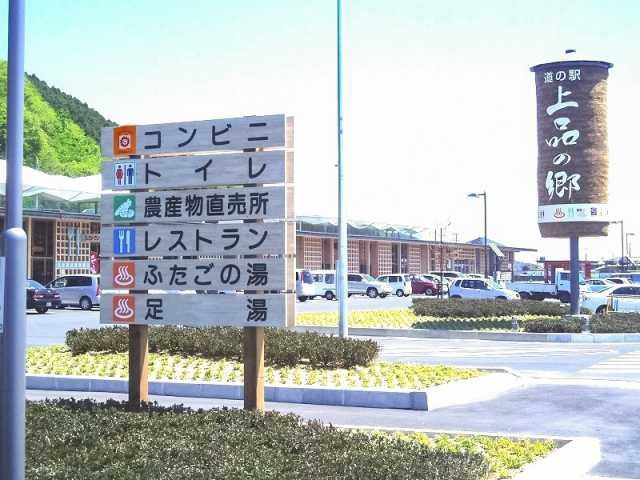 コンビニ
トイレ
農産物直売所
レストラン
ふたごの湯
足湯
道の駅
上品の郷